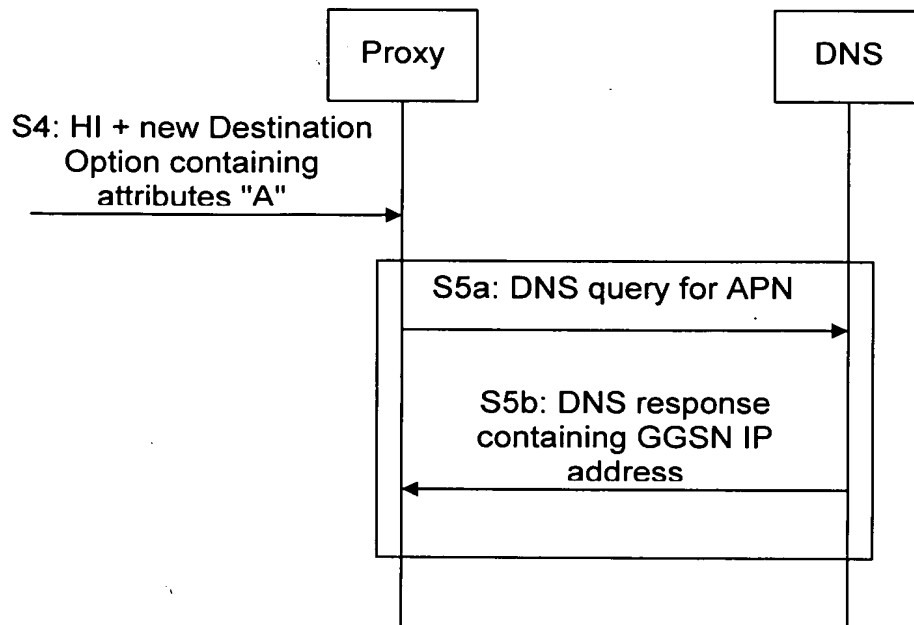 Proxy
DNS
S4: HI + new Destination
Option containing
attributes "A"
S5a: DNS query for APN
S5b: DNS response
containing GGSN IP
address